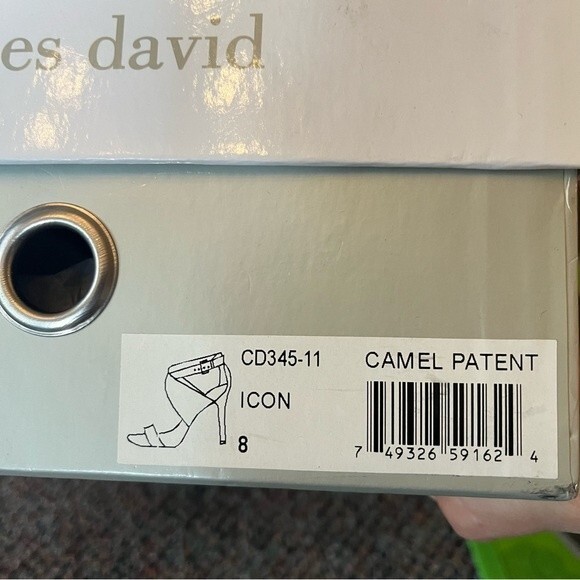 es david
CD345-11 CAMEL PATENT
ICON
8
7 49326 59162 4